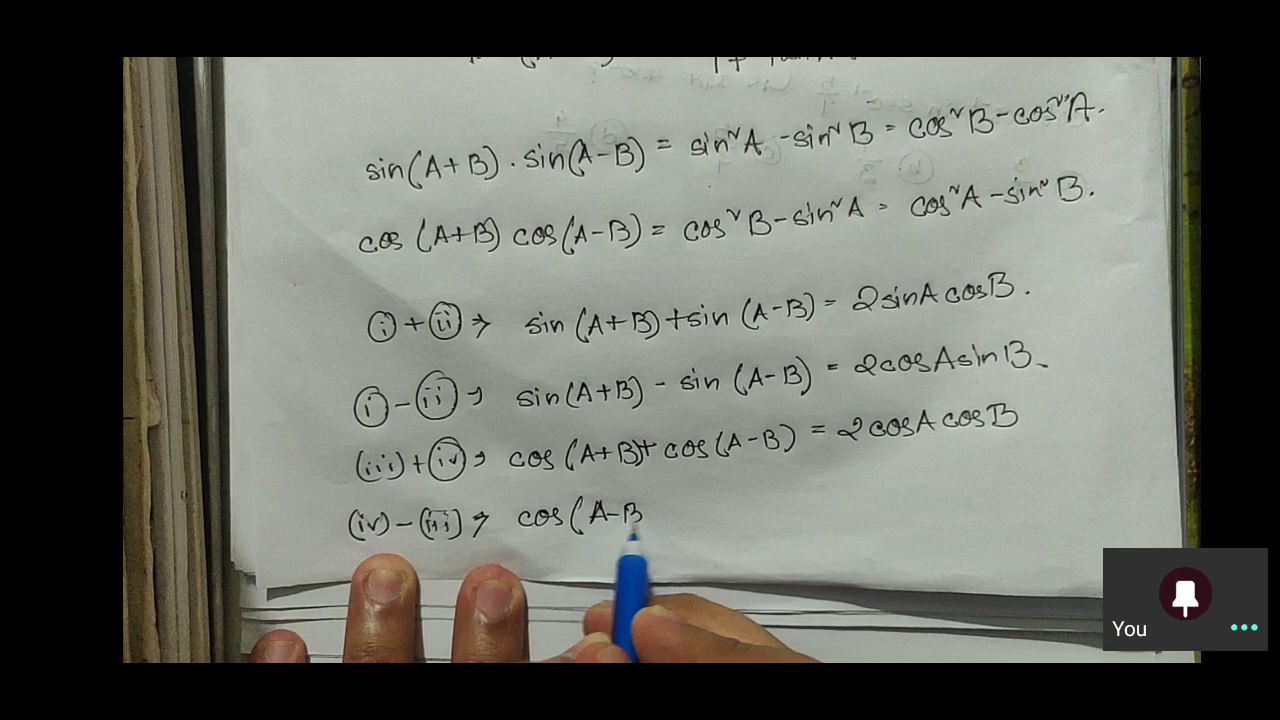 sin(A+B) . sin(A-B) = sin²A - sin²B = cos²B - cos²A.
cos (A+B) cos(A-B) = cos²B - sin²A = cos²A - sin²B.
(i) + (ii) ⇒ sin (A+B) + sin (A-B) = 2sinA cosB.
(i) - (ii) ⇒ sin(A+B) - sin (A-B) = 2cosA sinB.
(iii) + (iv) ⇒ cos (A+B) + cos (A-B) = 2cosA cosB
(iv) - (iii) ⇒ cos (A-B
You